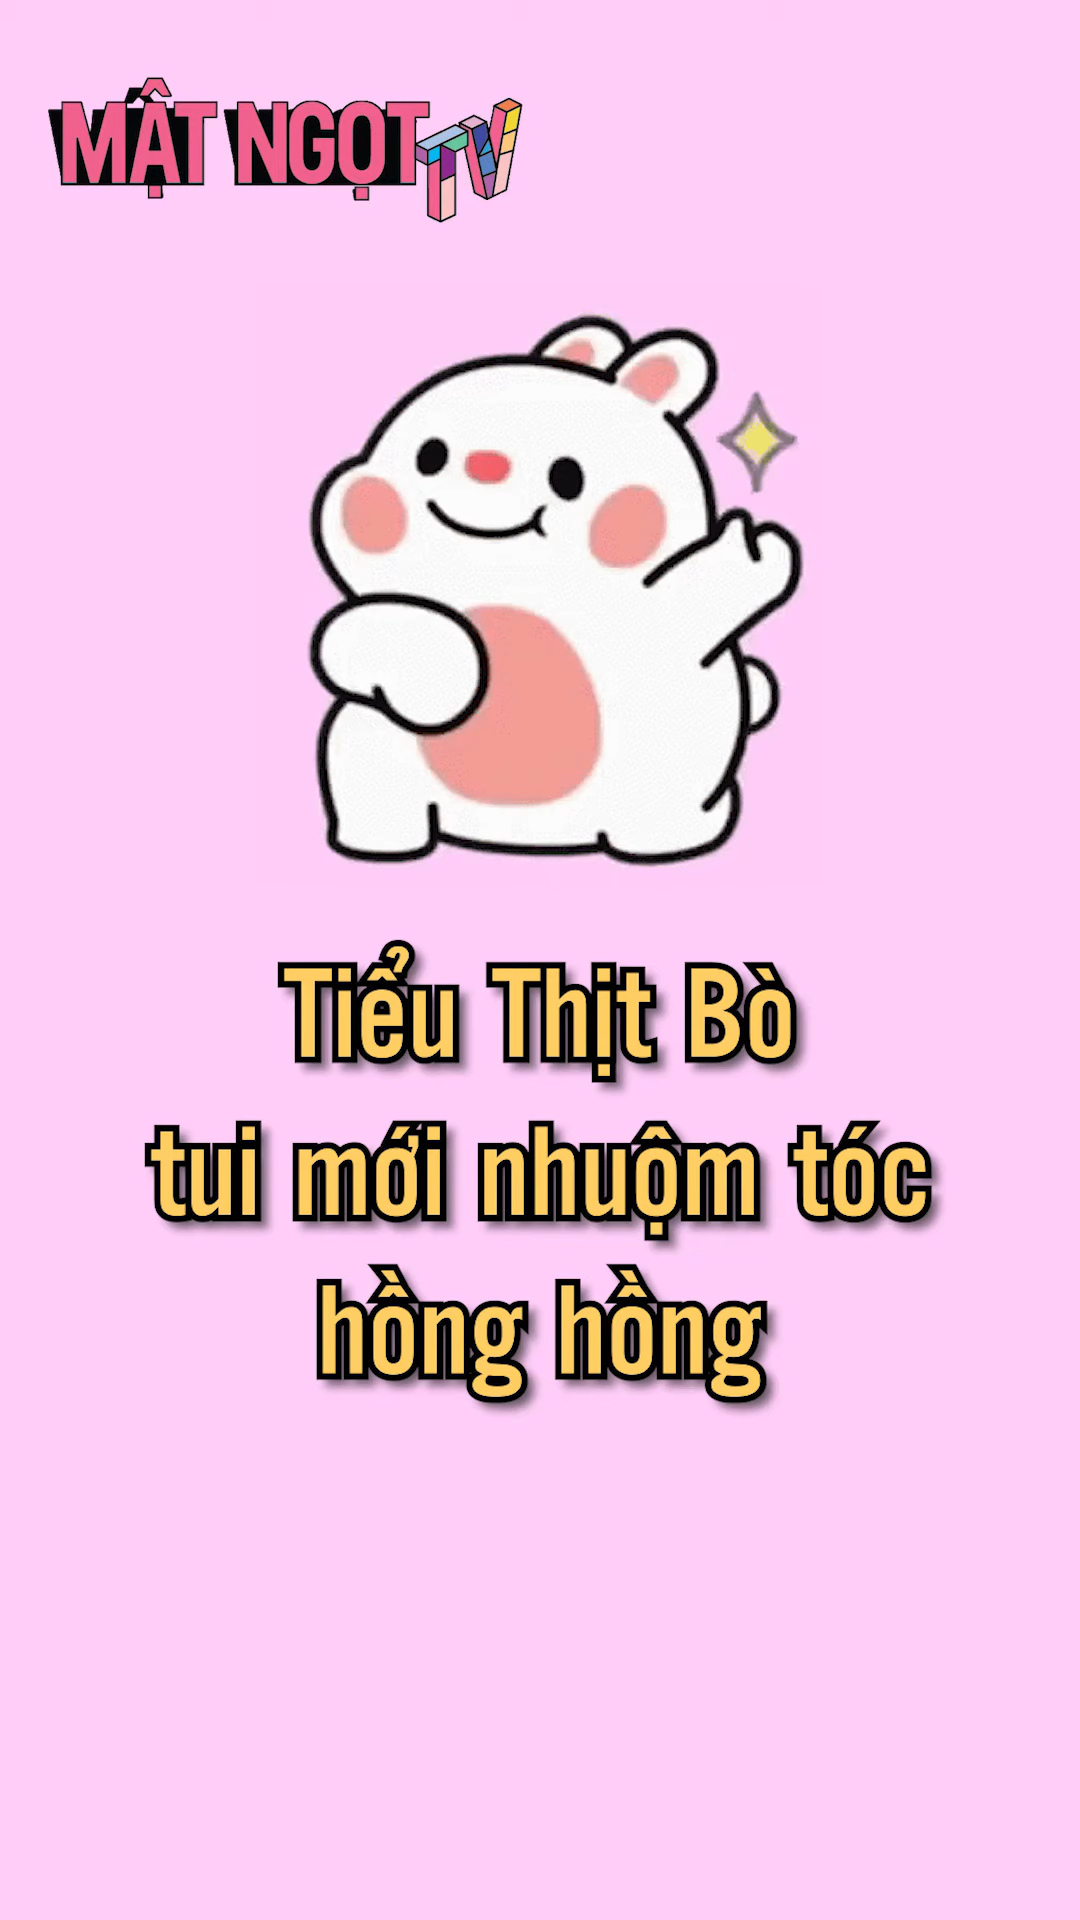 MẬT NGỌT TV
Tiểu Thịt Bò
tui mới nhuộm tóc
hồng hồng